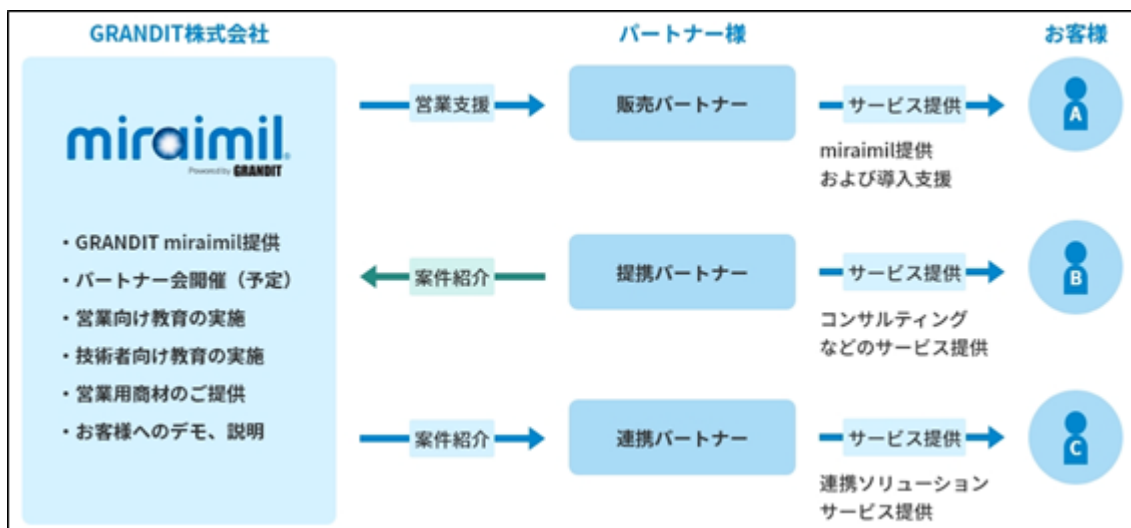 GRANDIT株式会社
パートナー様
お客様
miraimil
Powered by GRANDIT
・GRANDIT miraimil提供
・パートナー会開催（予定）
・営業向け教育の実施
・技術者向け教育の実施
・営業用商材のご提供
・お客様へのデモ、説明
営業支援
販売パートナー
サービス提供
A
miraimil提供
および導入支援
案件紹介
提携パートナー
サービス提供
B
コンサルティング
などのサービス提供
案件紹介
連携パートナー
サービス提供
C
連携ソリューション
サービス提供